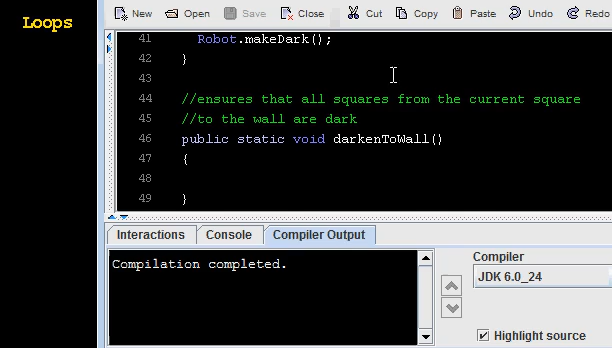 Loops
New Open Save Close Cut Copy Paste Undo Redo
41 Robot.makeDark();
42 }
43
44 //ensures that all squares from the current square
45 //to the wall are dark
46 public static void darkenToWall()
47 {
48
49 }
Interactions Console Compiler Output
Compilation completed.
Compiler
JDK 6.0_24
Highlight source